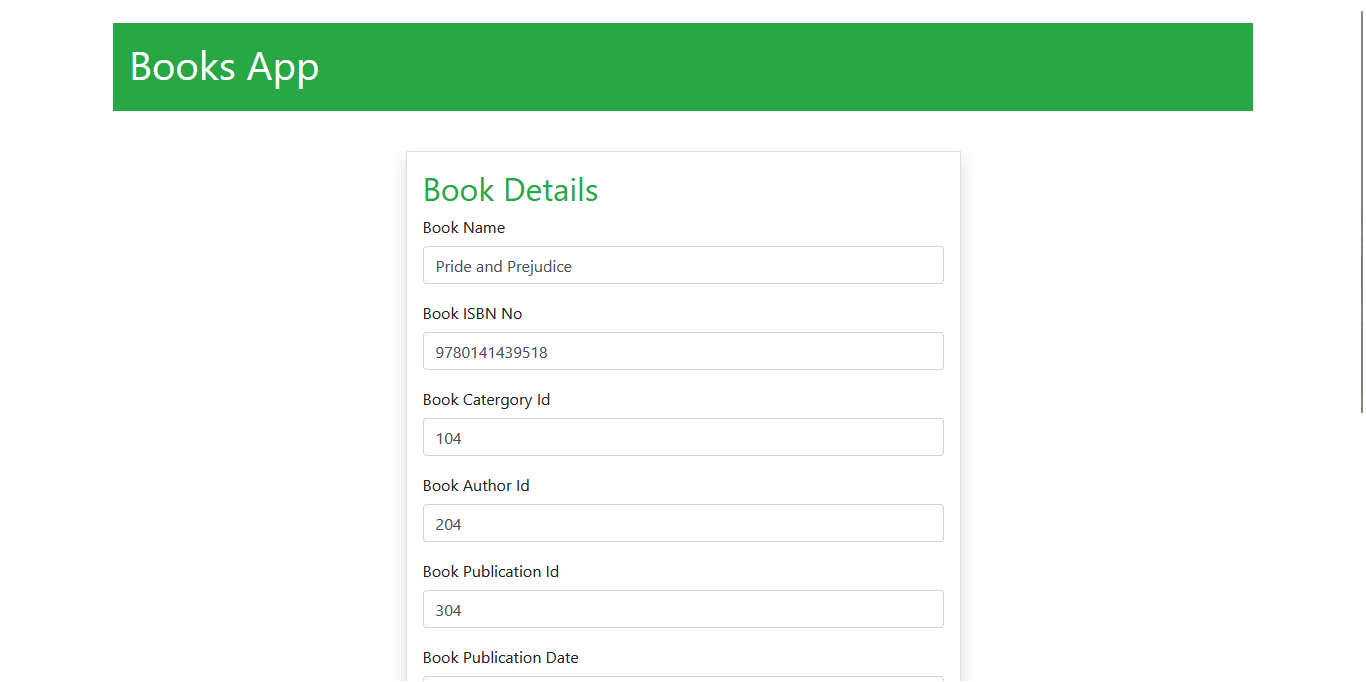 Books App
Book Details
Book Name
Pride and Prejudice
Book ISBN No
9780141439518
Book Catergory Id
104
Book Author Id
204
Book Publication Id
304
Book Publication Date